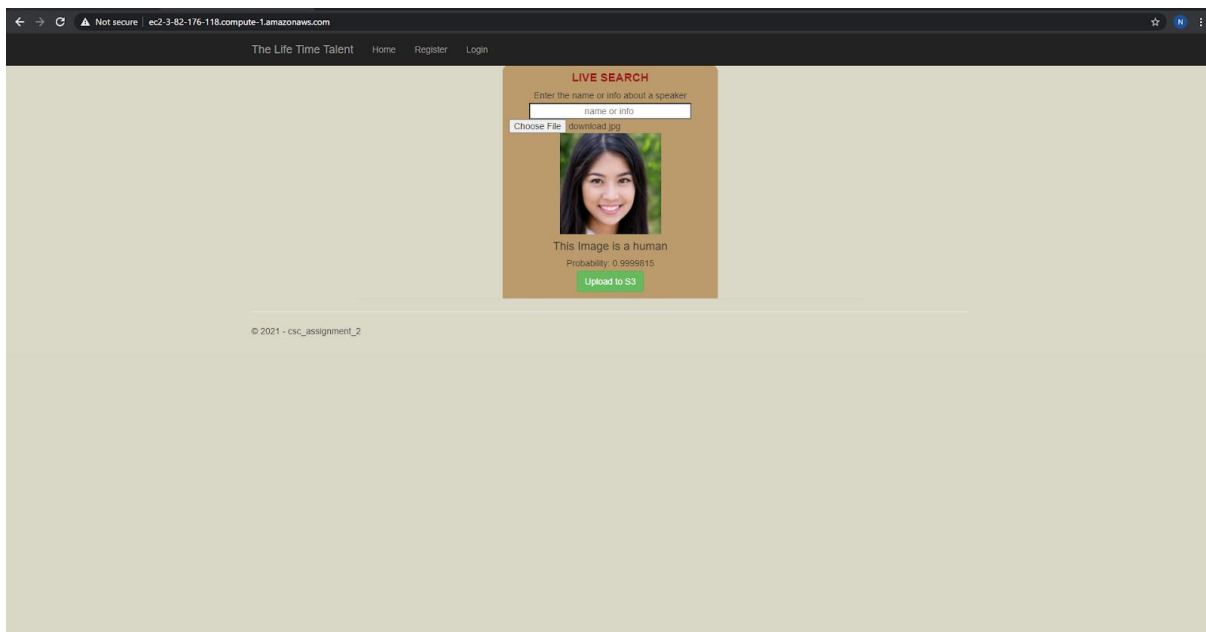 Not secure ec2-3-82-176-118.compute-1.amazonaws.com N
The Life Time Talent Home Register Login
LIVE SEARCH
Enter the name or info about a speaker
name or info
Choose File download.jpg
This Image is a human
Probability: 0.9999815
Upload to S3
© 2021 - csc_assignment_2